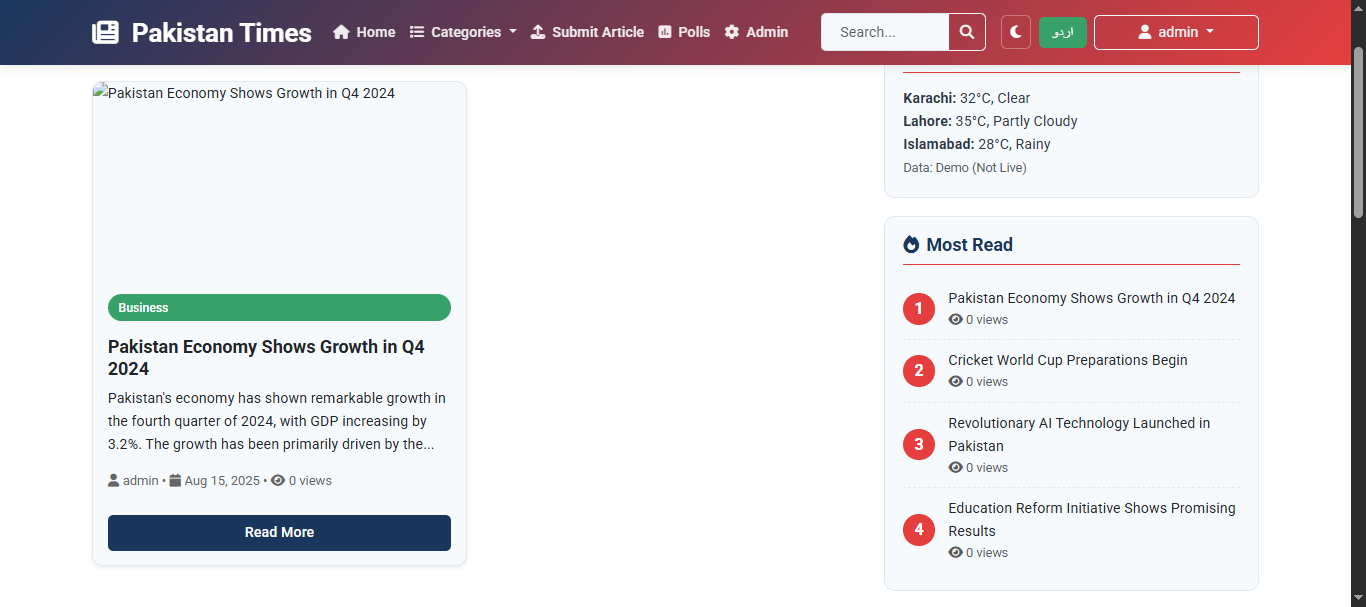 Pakistan Times
Home
Categories
Submit Article
Polls
Admin
Search...
اردو
admin
Pakistan Economy Shows Growth in Q4 2024
Business
Pakistan Economy Shows Growth in Q4
2024
Pakistan's economy has shown remarkable growth in
the fourth quarter of 2024, with GDP increasing by
3.2%. The growth has been primarily driven by the...
admin • Aug 15, 2025 • 0 views
Read More
Karachi: 32°C, Clear
Lahore: 35°C, Partly Cloudy
Islamabad: 28°C, Rainy
Data: Demo (Not Live)
Most Read
1
Pakistan Economy Shows Growth in Q4 2024
0 views
2
Cricket World Cup Preparations Begin
0 views
3
Revolutionary AI Technology Launched in
Pakistan
0 views
4
Education Reform Initiative Shows Promising
Results
0 views